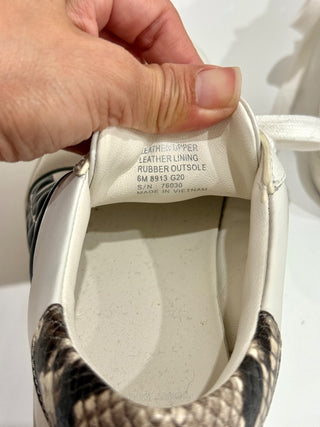 LEATHER UPPER
LEATHER LINING
RUBBER OUTSOLE
6M 8913 G20
S/N 76030
MADE IN VIETNAM